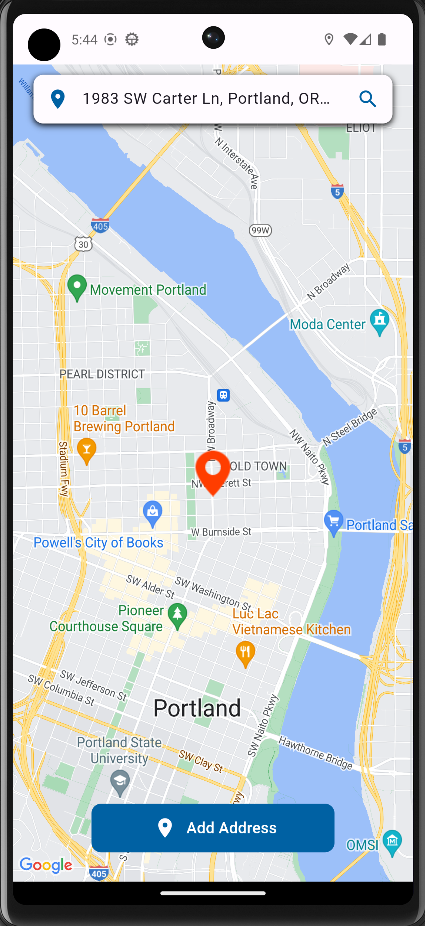 5:44
1983 SW Carter Ln, Portland, OR…
ELIOT
N Interstate Ave
5
405
30
99W
N Broadway
Movement Portland
Moda Center
PEARL DISTRICT
10 Barrel
Brewing Portland
NW Broadway
NW Naito Pkwy
N Steel Bridge
5
Stadium Fwy
OLD TOWN
Powell's City of Books
W Burnside St
Portland Sa
SW Alder St
SW Washington St
Pioneer
Courthouse Square
Luc Lac
Vietnamese Kitchen
SW Jefferson St
SW Columbia St
Portland
SW Naito Pkwy
Portland State
University
SW Clay St
Hawthorne Bridge
Add Address
OMSI
Google
405